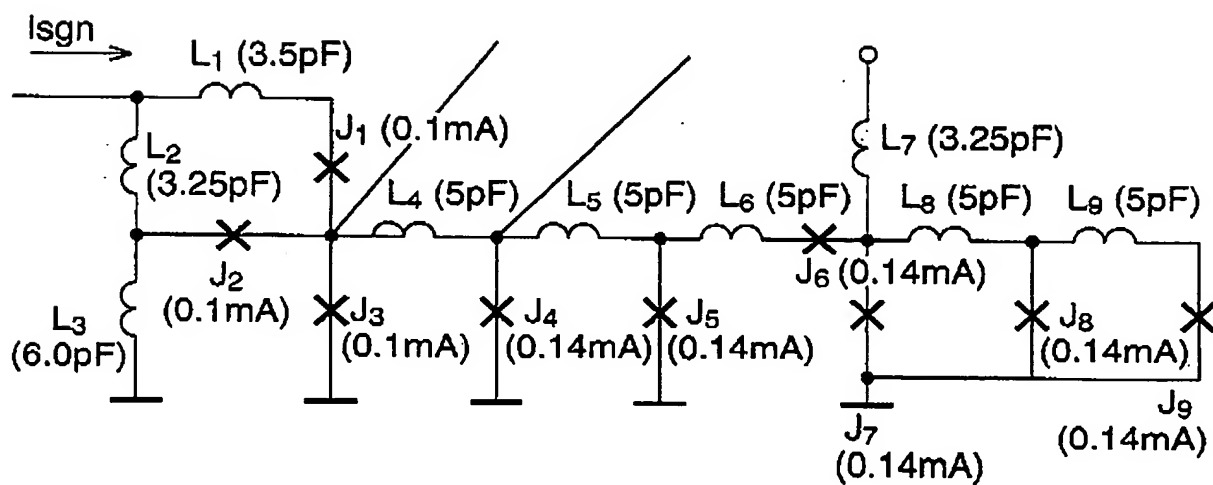 Isgn
L1 (3.5pF)
J1 (0.1mA)
L2
(3.25pF)
L7 (3.25pF)
L4 (5pF)
L5 (5pF)
L6 (5pF)
L8 (5pF)
L9 (5pF)
J2
(0.1mA)
J6 (0.14mA)
L3
(6.0pF)
J3
(0.1mA)
J4
(0.14mA)
J5
(0.14mA)
J8
(0.14mA)
J7
(0.14mA)
J9
(0.14mA)